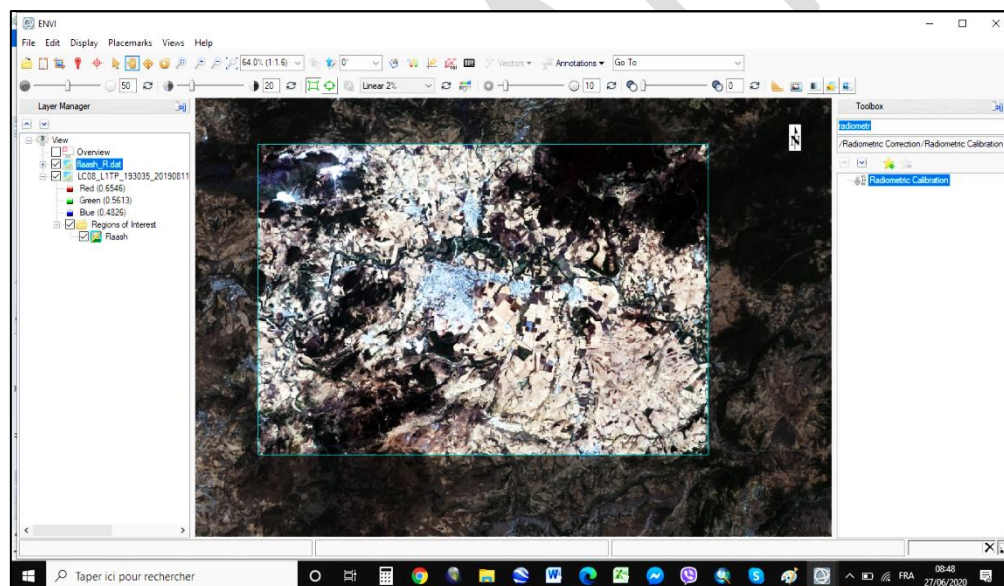 ENVI
File Edit Display Placemarks Views Help
64.0% (1:1.6) 0° Vectors Annotations Go To
50 20 Linear 2% 10 0
Layer Manager
View
Overview
flaash_R.dat
LC08_L1TP_193035_20190811
Red (0.6546)
Green (0.5613)
Blue (0.4826)
Regions of Interest
Flaash
N
Toolbox
radiometr
/Radiometric Correction/Radiometric Calibration
Radiometric Calibration
Taper ici pour rechercher
FRA
08:48
27/06/2020